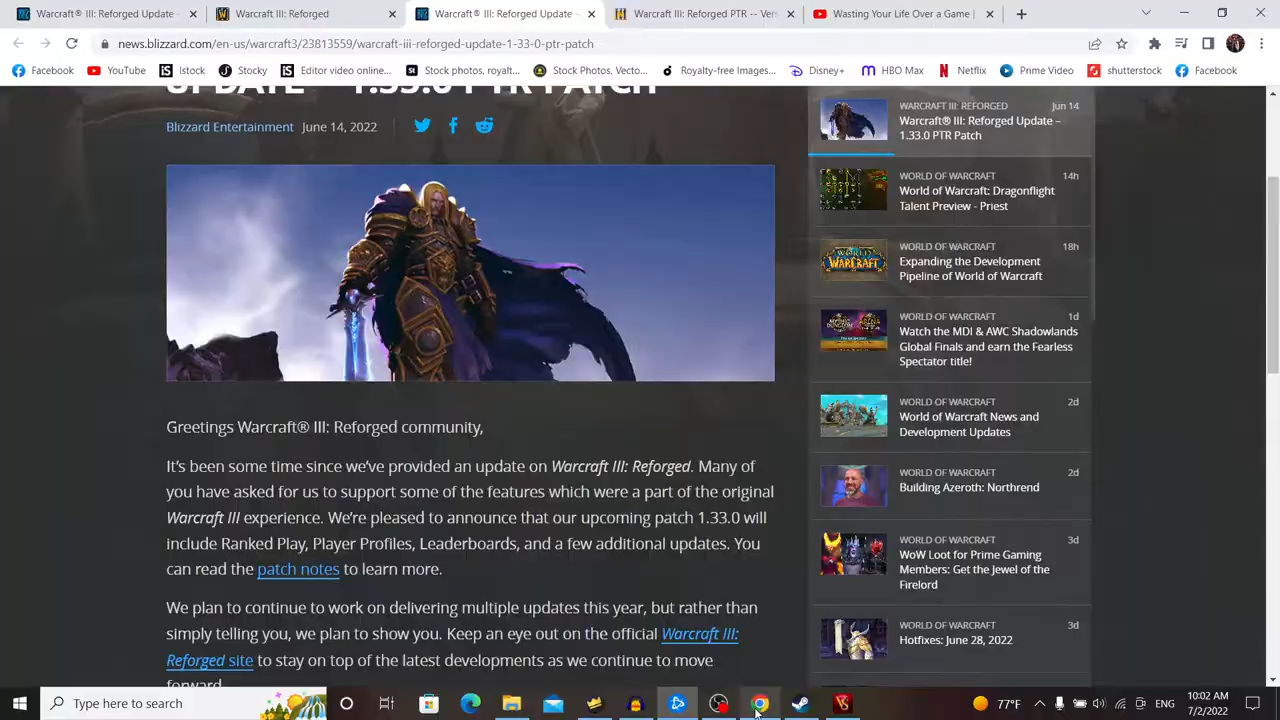 Warcraft® III: Reforged Update -
Warcraft III: Reforged
Warcraft® III: Reforged Update -
Warcraft III: Reforged PTR -- Vers
Wasting Your Life Over a Game |
news.blizzard.com/en-us/warcraft3/23813559/warcraft-iii-reforged-update-1-33-0-ptr-patch
Facebook
YouTube
iS
Istock
Stocky
iS
Editor video online...
St
Stock photos, royalt...
Stock Photos, Vecto...
Royalty-free Images...
Disney+
HBO Max
Netflix
Prime Video
shutterstock
Facebook
UPDATE – 1.33.0 PTR PATCH
Blizzard Entertainment June 14, 2022
Greetings Warcraft® III: Reforged community,
It's been some time since we've provided an update on Warcraft III: Reforged. Many of
you have asked for us to support some of the features which were a part of the original
Warcraft III experience. We're pleased to announce that our upcoming patch 1.33.0 will
include Ranked Play, Player Profiles, Leaderboards, and a few additional updates. You
can read the patch notes to learn more.
We plan to continue to work on delivering multiple updates this year, but rather than
simply telling you, we plan to show you. Keep an eye out on the official Warcraft III:
Reforged site to stay on top of the latest developments as we continue to move
forward.
WARCRAFT III: REFORGED Jun 14
Warcraft® III: Reforged Update –
1.33.0 PTR Patch
WORLD OF WARCRAFT 14h
World of Warcraft: Dragonflight
Talent Preview - Priest
WORLD OF WARCRAFT 18h
Expanding the Development
Pipeline of World of Warcraft
WORLD OF WARCRAFT 1d
Watch the MDI & AWC Shadowlands
Global Finals and earn the Fearless
Spectator title!
WORLD OF WARCRAFT 2d
World of Warcraft News and
Development Updates
WORLD OF WARCRAFT 2d
Building Azeroth: Northrend
WORLD OF WARCRAFT 3d
WoW Loot for Prime Gaming
Members: Get the Jewel of the
Firelord
WORLD OF WARCRAFT 3d
Hotfixes: June 28, 2022
Type here to search
77°F
ENG
10:02 AM
7/2/2022